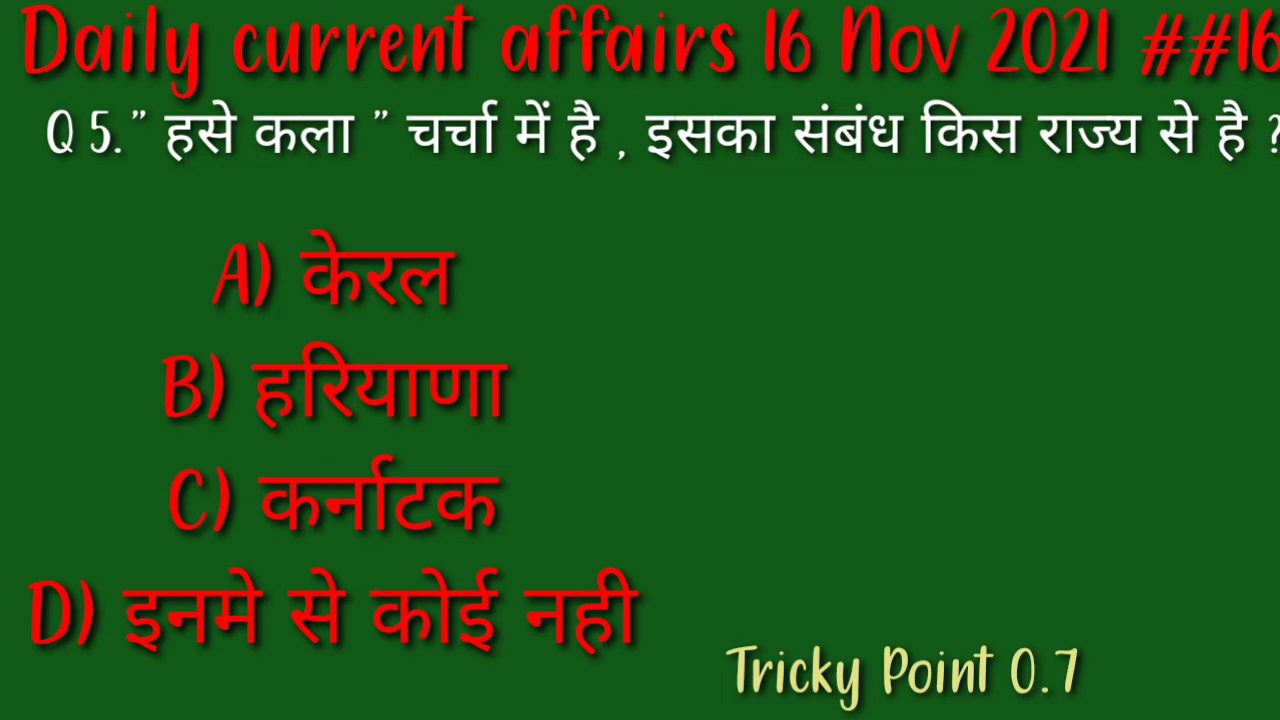 Daily current affairs 16 Nov 2021 ##16
Q 5." हसे कला " चर्चा में है , इसका संबंध किस राज्य से है ?
A) केरल
B) हरियाणा
C) कर्नाटक
D) इनमे से कोई नही
Tricky Point 0.7